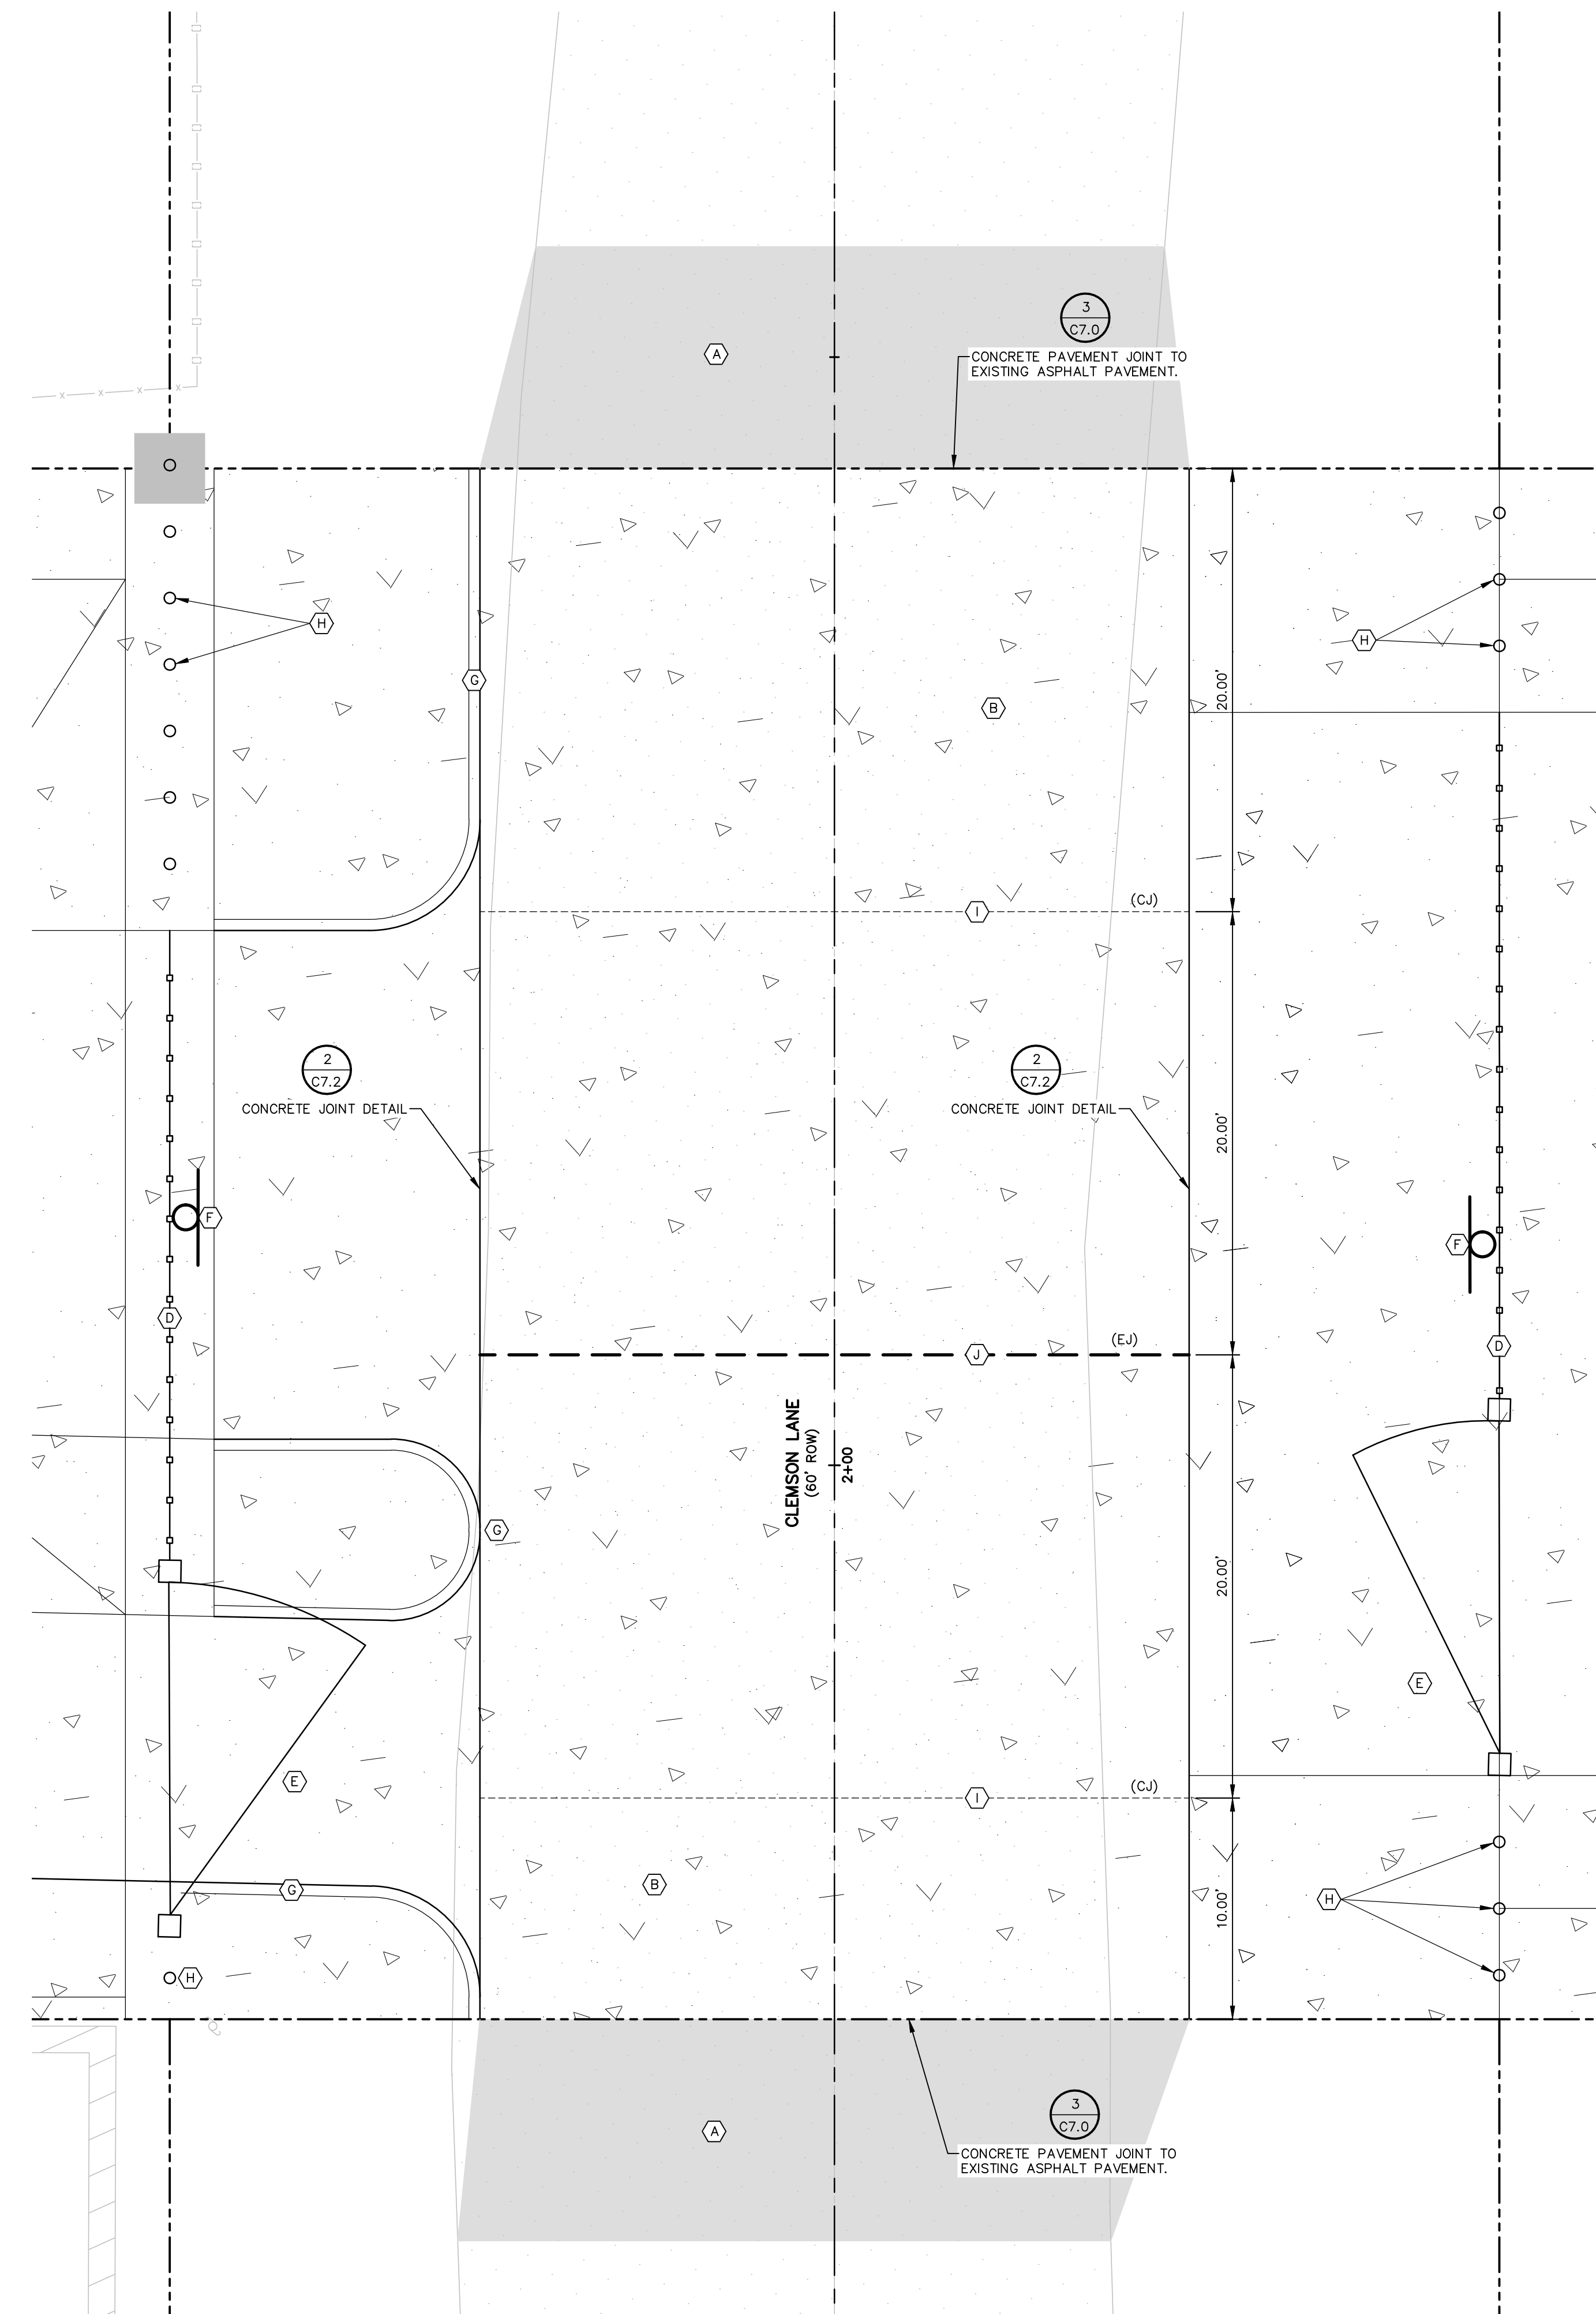 3
C7.0
A
CONCRETE PAVEMENT JOINT TO
EXISTING ASPHALT PAVEMENT.
H
H
G
20.00'
B
I
(CJ)
2
C7.2
CONCRETE JOINT DETAIL
2
C7.2
CONCRETE JOINT DETAIL
20.00'
F
F
D
J
(EJ)
D
CLEMSON LANE
(60' ROW)
2+00
G
20.00'
E
E
I
(CJ)
G
B
H
10.00'
H
3
C7.0
A
CONCRETE PAVEMENT JOINT TO
EXISTING ASPHALT PAVEMENT.